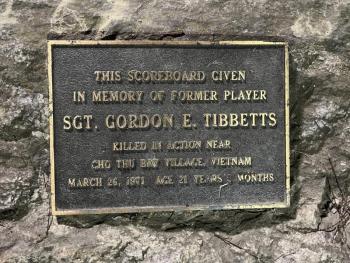 THIS SCOREBOARD GIVEN
IN MEMORY OF FORMER PLAYER
SGT. GORDON E. TIBBETTS
KILLED IN ACTION NEAR
CHO THU BAY VILLAGE, VIETNAM
MARCH 26, 1971 AGE 21 YEARS MONTHS